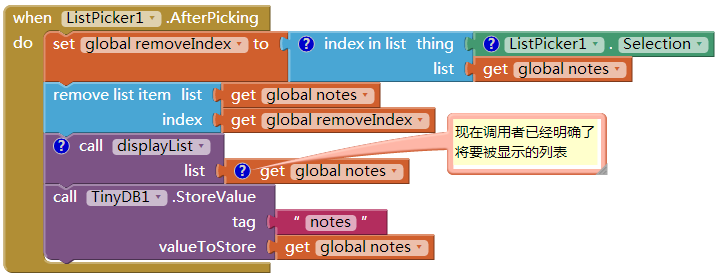 when ListPicker1 .AfterPicking
do set global removeIndex to ? index in list thing ? ListPicker1 . Selection
list get global notes
remove list item list get global notes
index get global removeIndex
? call displayList
list ? get global notes
现在调用者已经明确了
将要被显示的列表
call TinyDB1 .StoreValue
tag " notes "
valueToStore get global notes